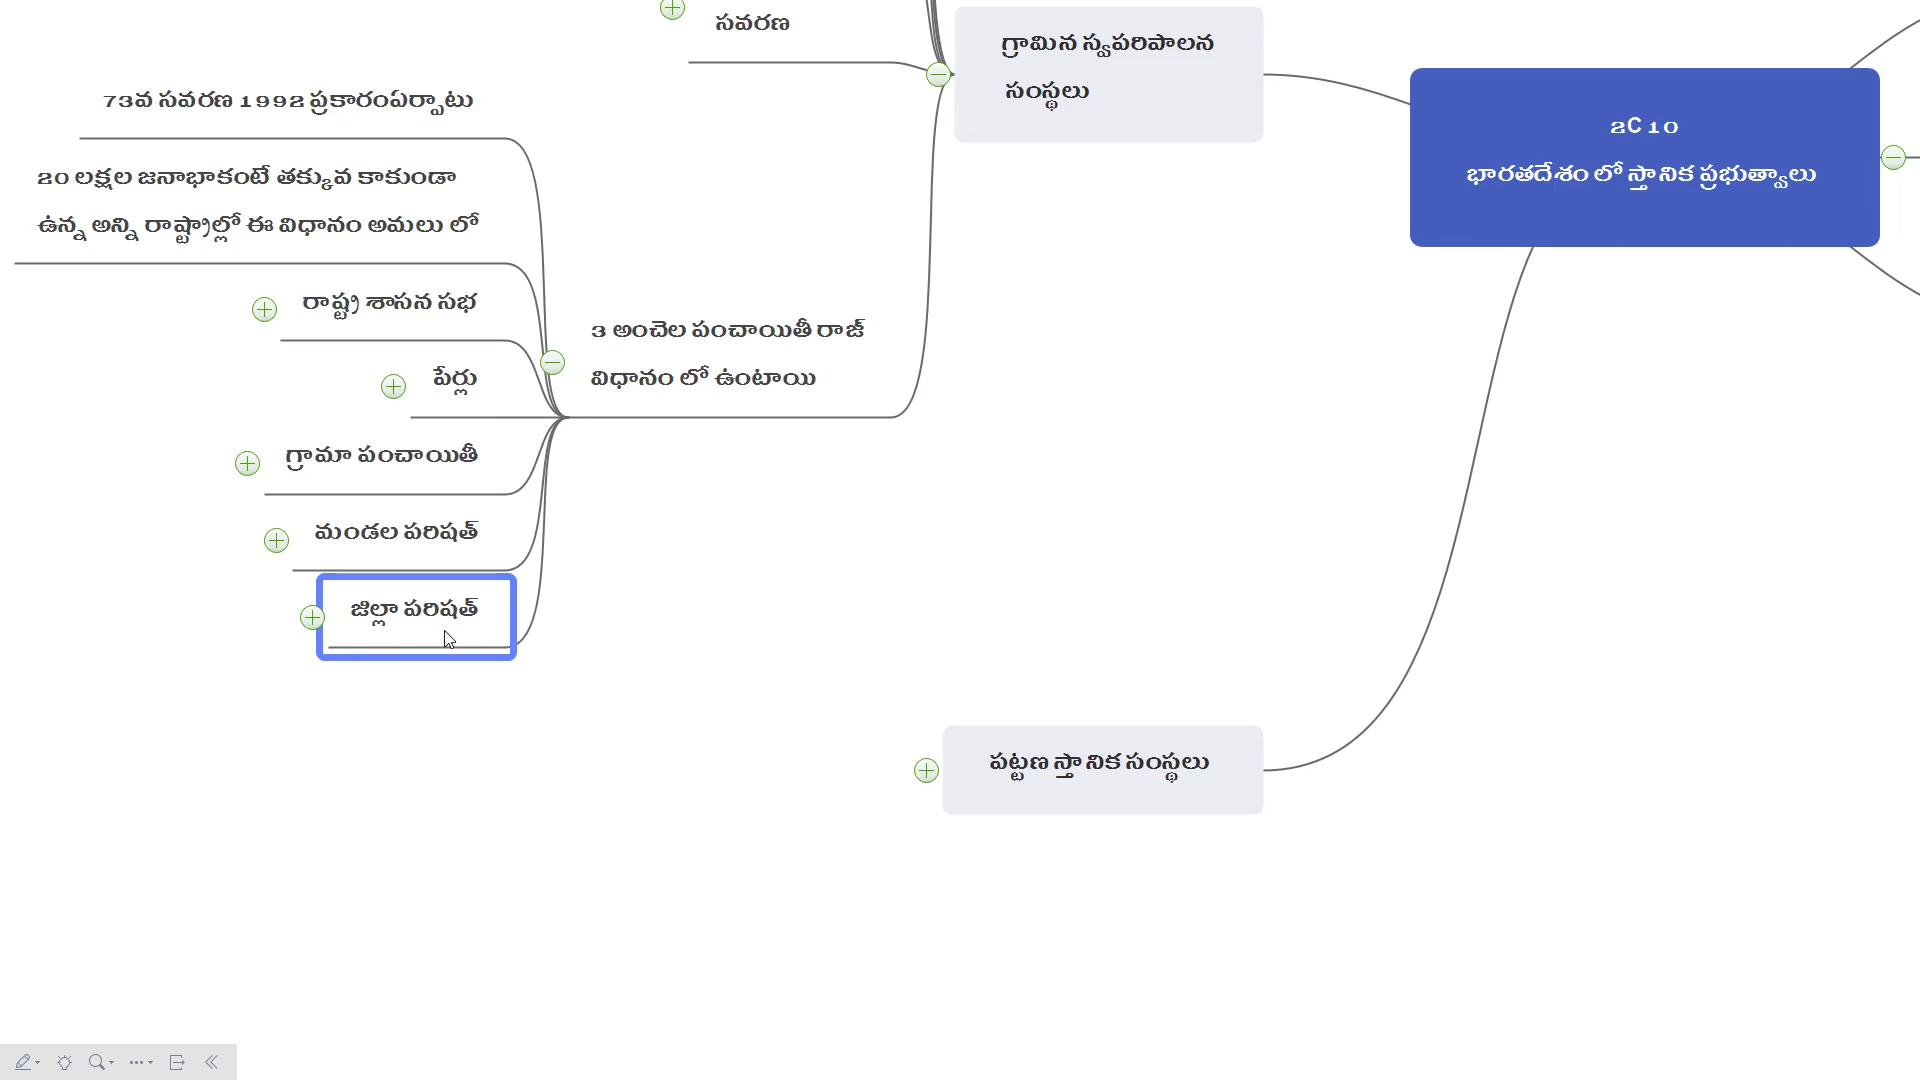 సవరణ
గ్రామిన స్వపరిపాలన
సంస్థలు
2C 10
భారతదేశం లో స్తానిక ప్రభుత్వాలు
73వ సవరణ 1992 ప్రకారంఏర్పాటు
20 లక్షల జనాభాకంటే తక్కువ కాకుండా
ఉన్న అన్ని రాష్ట్రాల్లో ఈ విధానం అమలు లో
రాష్ట్ర శాసన సభ
పేర్లు
గ్రామా పంచాయితీ
మండల పరిషత్
జిల్లా పరిషత్
3 అంచెల పంచాయితీ రాజ్
విధానం లో ఉంటాయి
పట్టణ స్తానిక సంస్థలు